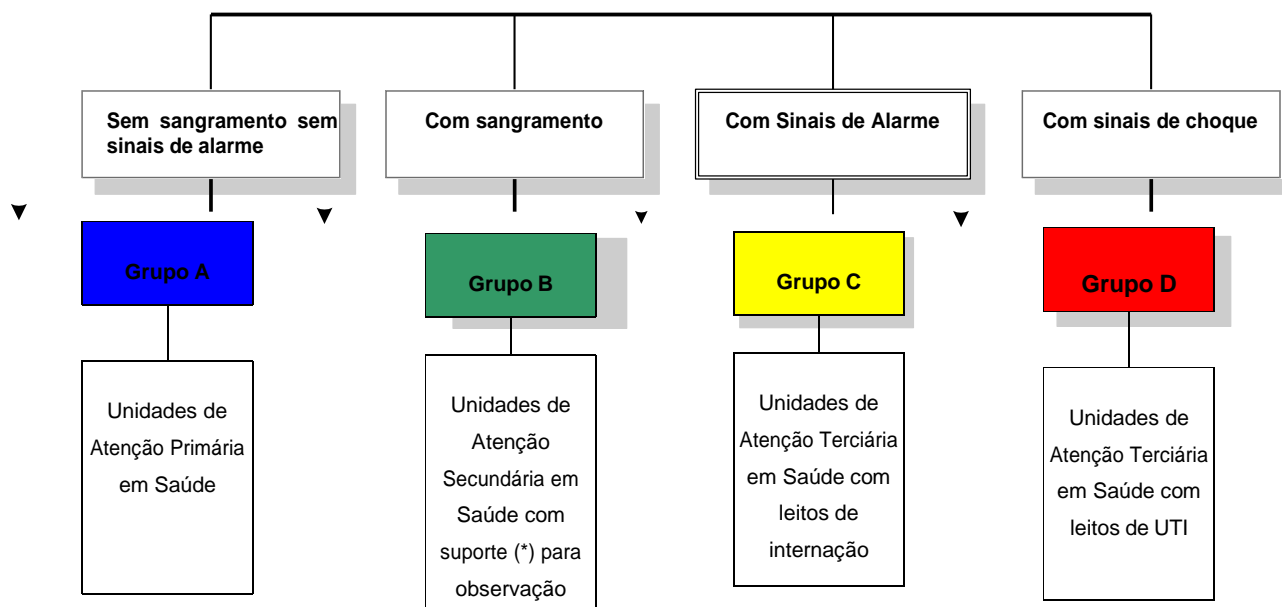 Sem sangramento sem
sinais de alarme
Com sangramento
Com Sinais de Alarme
Com sinais de choque
Grupo A
Grupo B
Grupo C
Grupo D
Unidades de
Atenção Primária
em Saúde
Unidades de
Atenção
Secundária em
Saúde com
suporte (*) para
observação
Unidades de
Atenção Terciária
em Saúde com
leitos de
internação
Unidades de
Atenção Terciária
em Saúde com
leitos de UTI